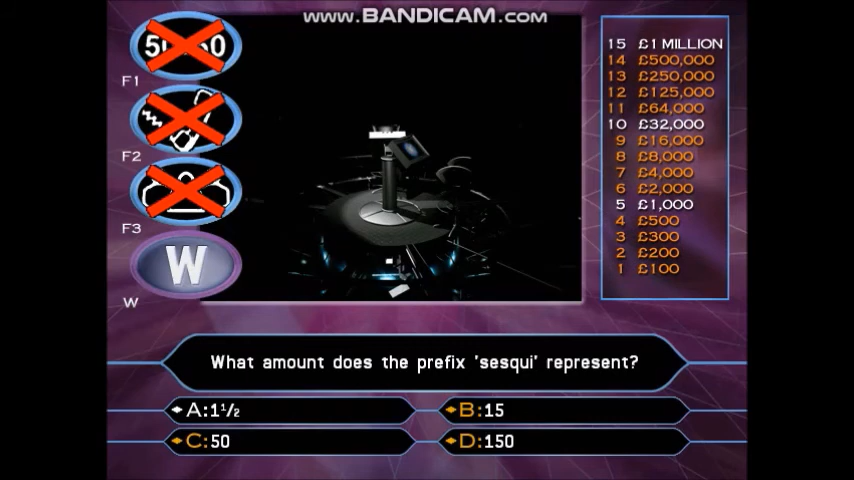 www.BANDICAM.com
50:50
F1
F2
F3
W
W
15 £1 MILLION
14 £500,000
13 £250,000
12 £125,000
11 £64,000
10 £32,000
9 £16,000
8 £8,000
7 £4,000
6 £2,000
5 £1,000
4 £500
3 £300
2 £200
1 £100
What amount does the prefix 'sesqui' represent?
A:1½
B:15
C:50
D:150